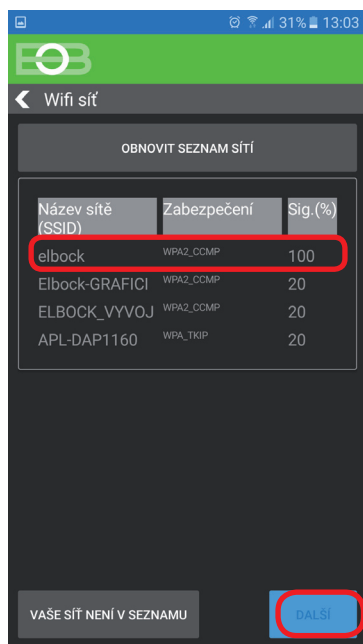 31% 13:03
EOB
Wifi síť
OBNOVIT SEZNAM SÍTÍ
Název sítě (SSID) Zabezpečení Sig.(%)
elbock WPA2_CCMP 100
Elbock-GRAFICI WPA2_CCMP 20
ELBOCK_VYVOJ WPA2_CCMP 20
APL-DAP1160 WPA_TKIP 20
VAŠE SÍŤ NENÍ V SEZNAMU DALŠÍ